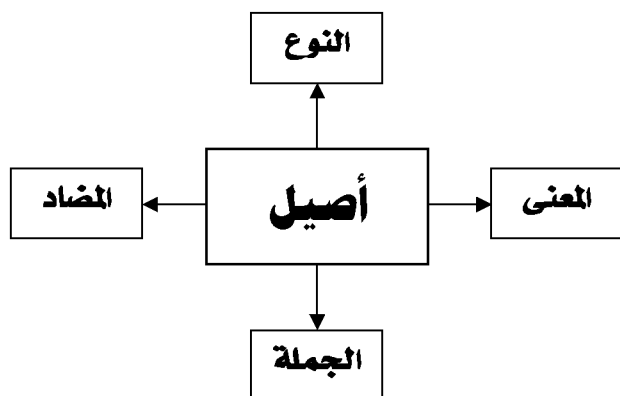 النوع
المعنى
أصيل
المضاد
الجملة